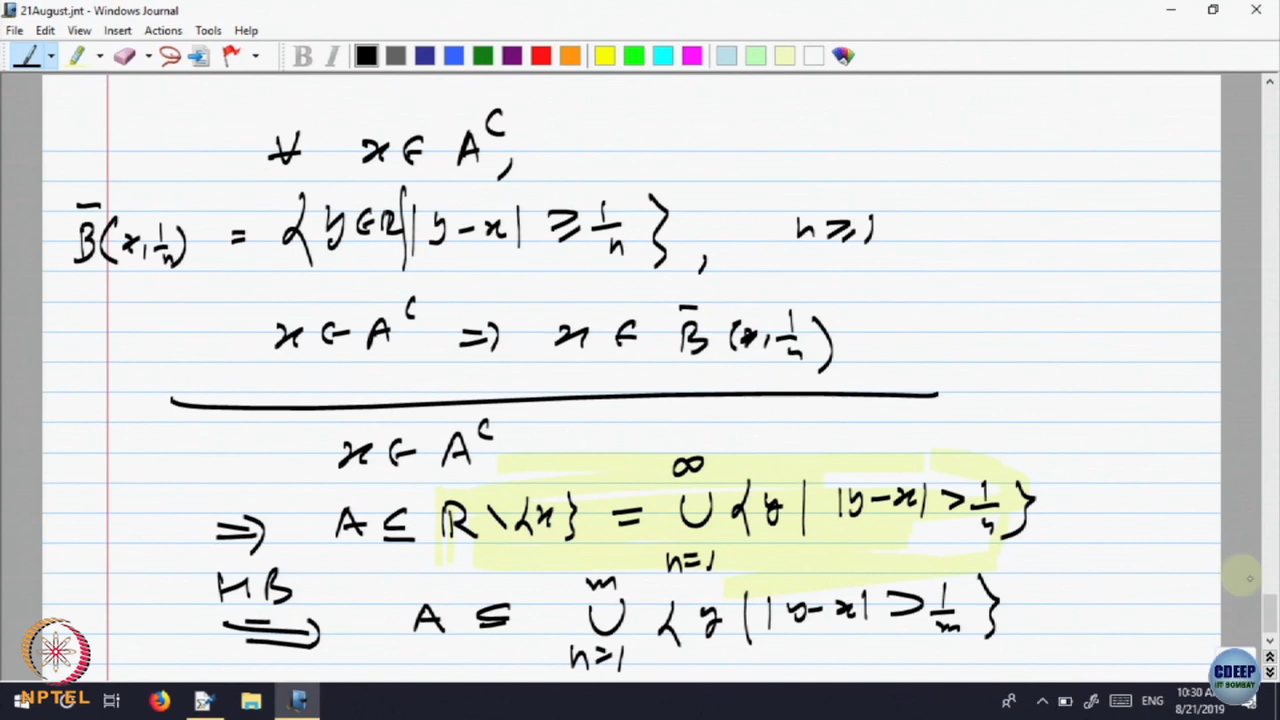 21August.jnt - Windows Journal
File Edit View Insert Actions Tools Help
B I
∀ x ∈ A^C,
B̄(x, 1/n) = { y ∈ R | |y - x| ≥ 1/n }, n ≥ 1
x ∈ A^C ⇒ x ∈ B̄(x, 1/n)
x ∈ A^C
⇒ A ⊆ ℝ \ {x} = ∪_{n=1}^{∞} { y | |y - x| > 1/n }
HB ⇒ A ⊆ ∪_{n≥1}^{m} { y | |y - x| > 1/m }
NPTEL
CDEEP
IIT BOMBAY
ENG
10:30 A
8/21/2019